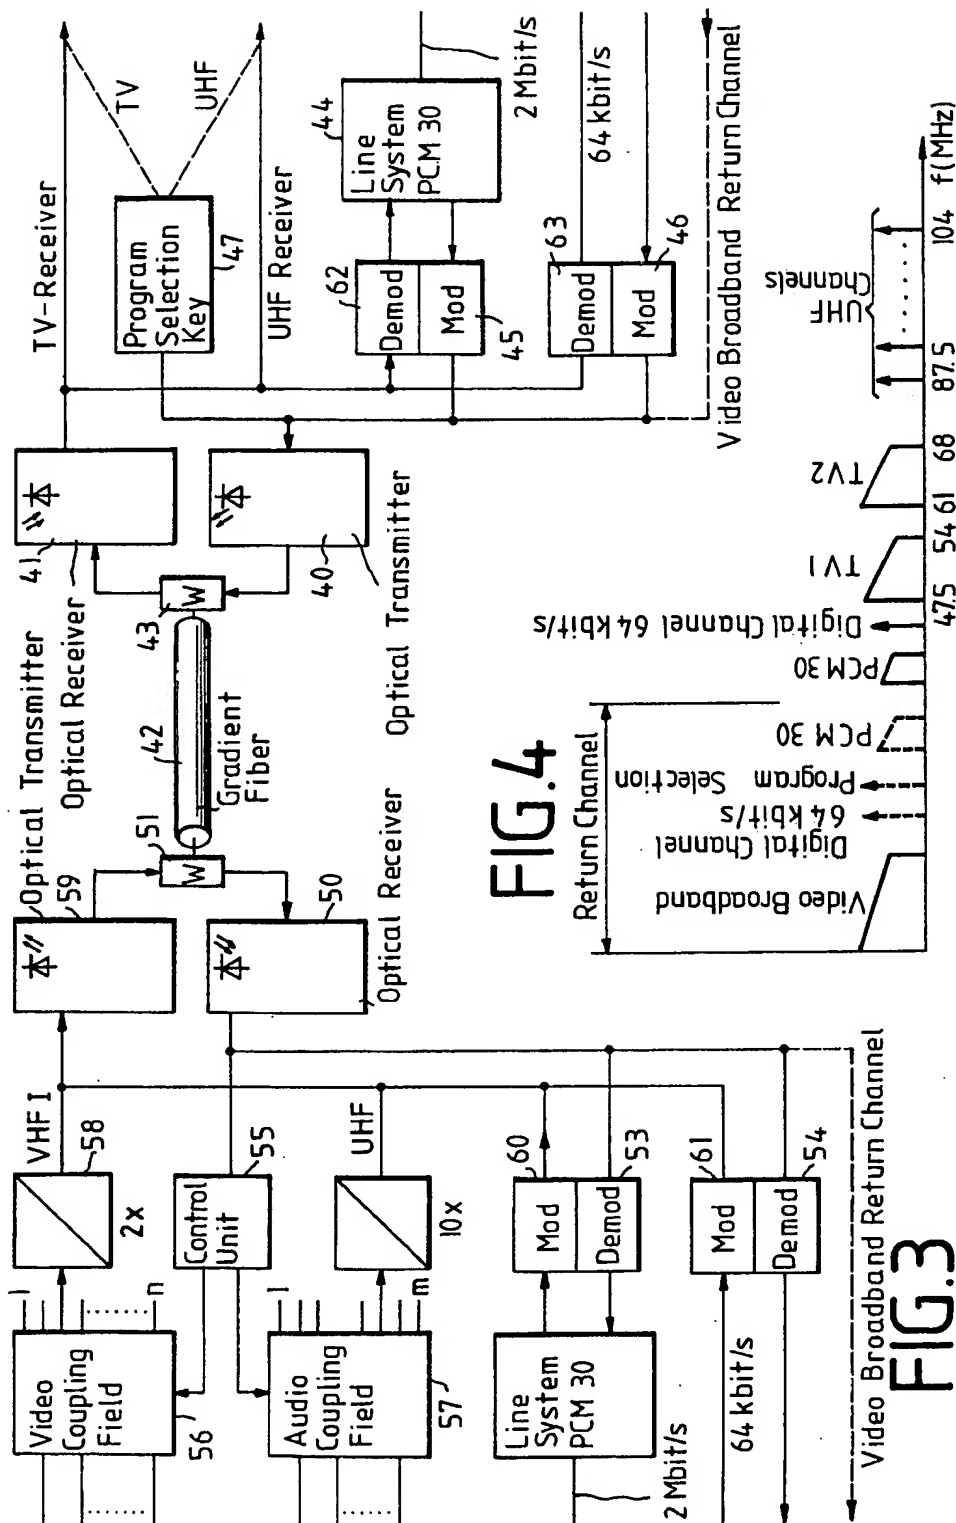 Video
Coupling
Field
56
1
n
VHF I
58
2x
Control
Unit
55
Audio
Coupling
Field
57
1
m
UHF
10x
Line
System
PCM 30
2 Mbit/s
Mod
60
Demod
53
Mod
61
Demod
54
64 kbit/s
Video Broadband Return Channel
FIG.3
Optical Transmitter
59
50
Optical Receiver
51
W
42
Gradient
Fiber
W
43
41
Optical Receiver
40
Optical Transmitter
TV-Receiver
Program
Selection
Key
47
TV
UHF
UHF Receiver
62
Demod
Mod
45
Line
System
PCM 30
44
2 Mbit/s
63
Demod
Mod
46
64 kbit/s
Video Broadband Return Channel
FIG.4
Return Channel
Video Broadband
Digital Channel
64 kbit/s
Program
Selection
PCM 30
PCM 30
Digital Channel 64 kbit/s
TV1
TV2
UHF
Channels
47.5
54
61
68
87.5
104
f(MHz)